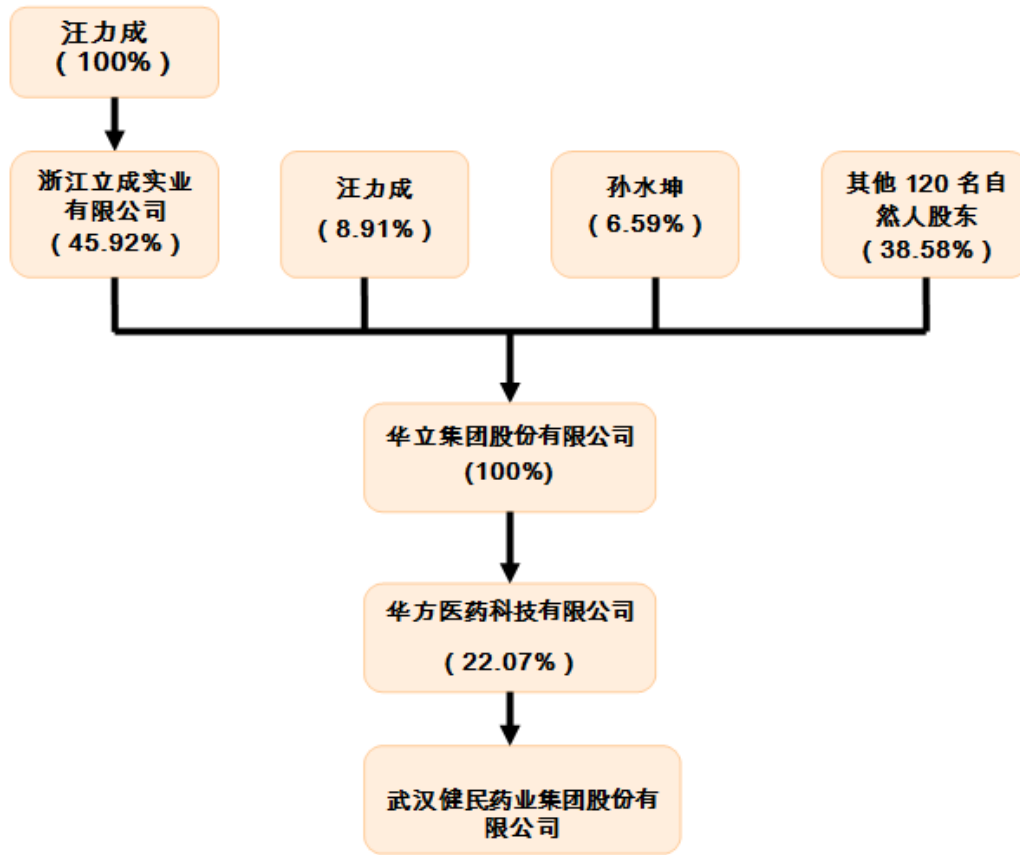 汪力成
( 100% )
浙江立成实业
有限公司
( 45.92% )
汪力成
( 8.91% )
孙水坤
( 6.59% )
其他 120 名自
然人股东
( 38.58% )
华立集团股份有限公司
(100%)
华方医药科技有限公司
( 22.07% )
武汉健民药业集团股份有
限公司